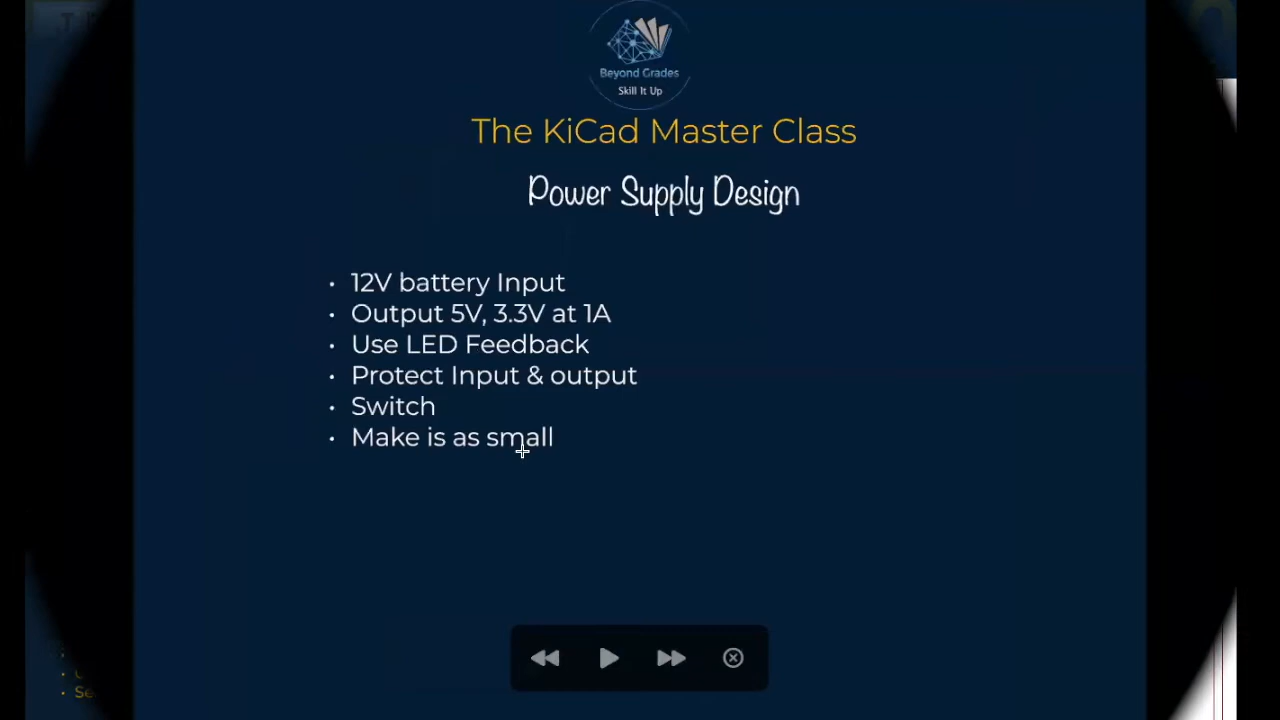 Beyond Grades
Skill It Up
The KiCad Master Class
Power Supply Design
• 12V battery Input
• Output 5V, 3.3V at 1A
• Use LED Feedback
• Protect Input & output
• Switch
• Make is as small